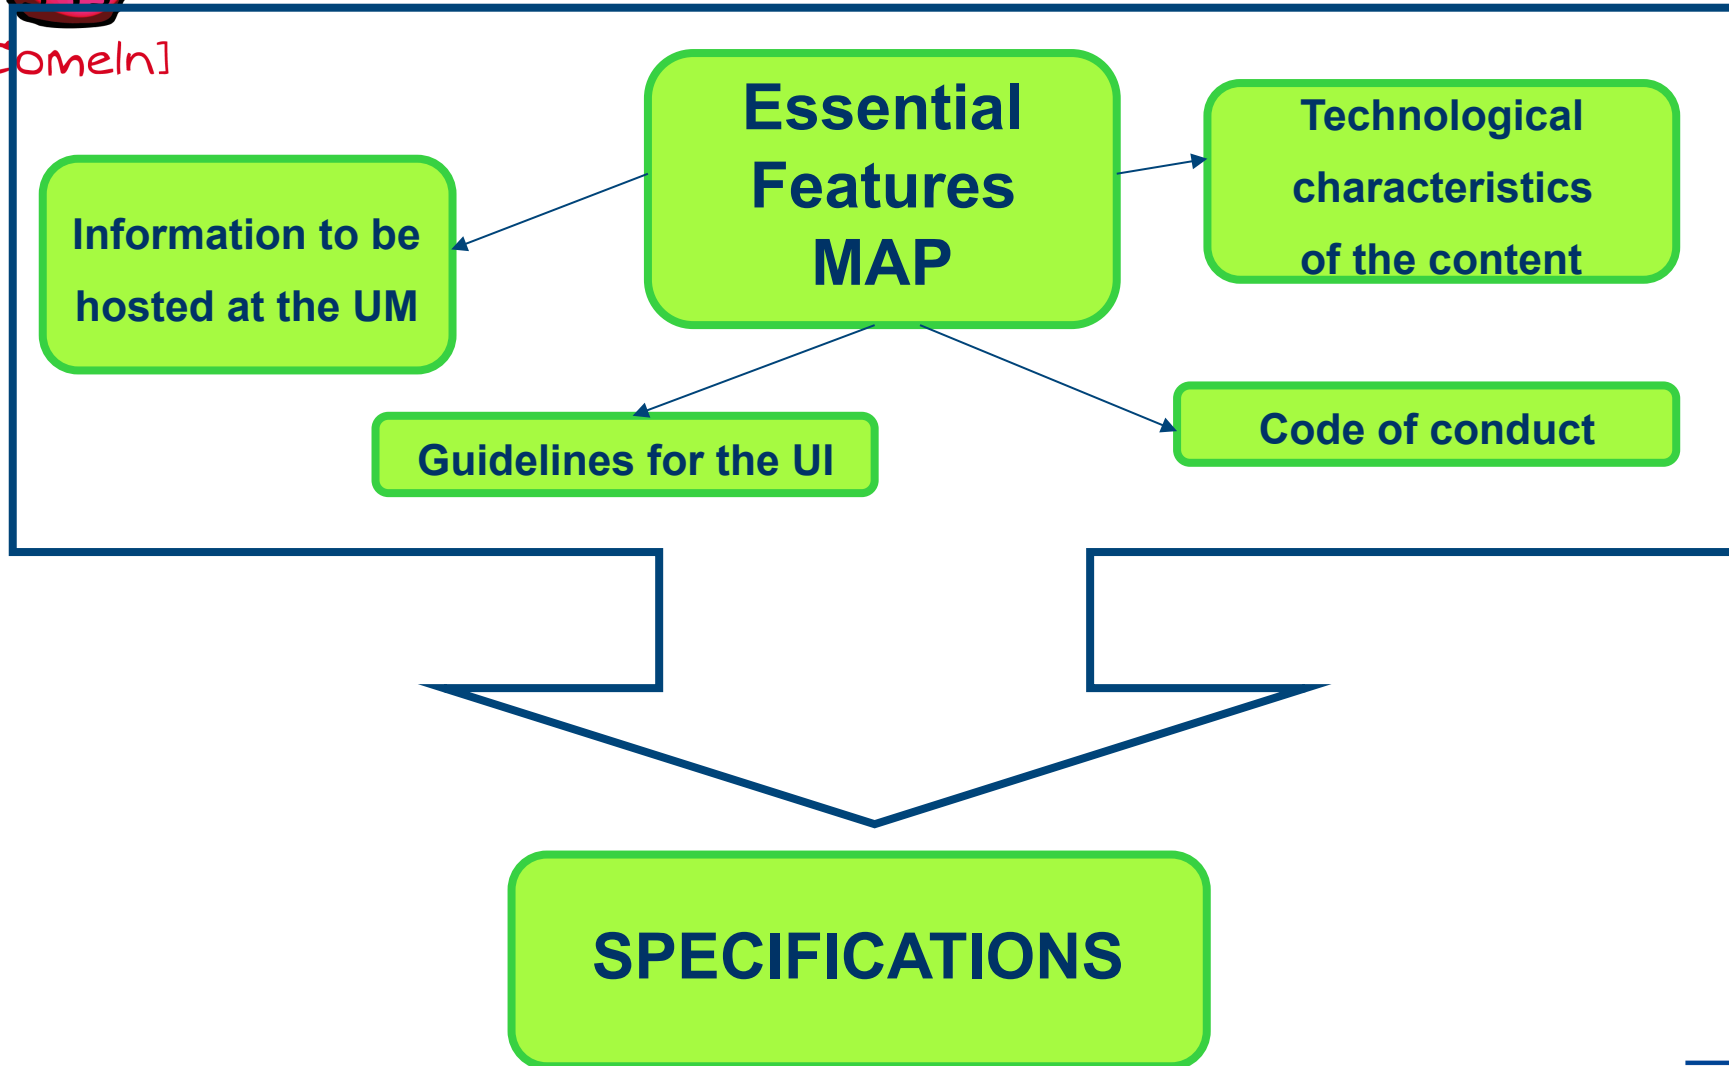 ComeIn]
Essential
Features
MAP
Technological
characteristics
of the content
Information to be
hosted at the UM
Guidelines for the UI
Code of conduct
SPECIFICATIONS